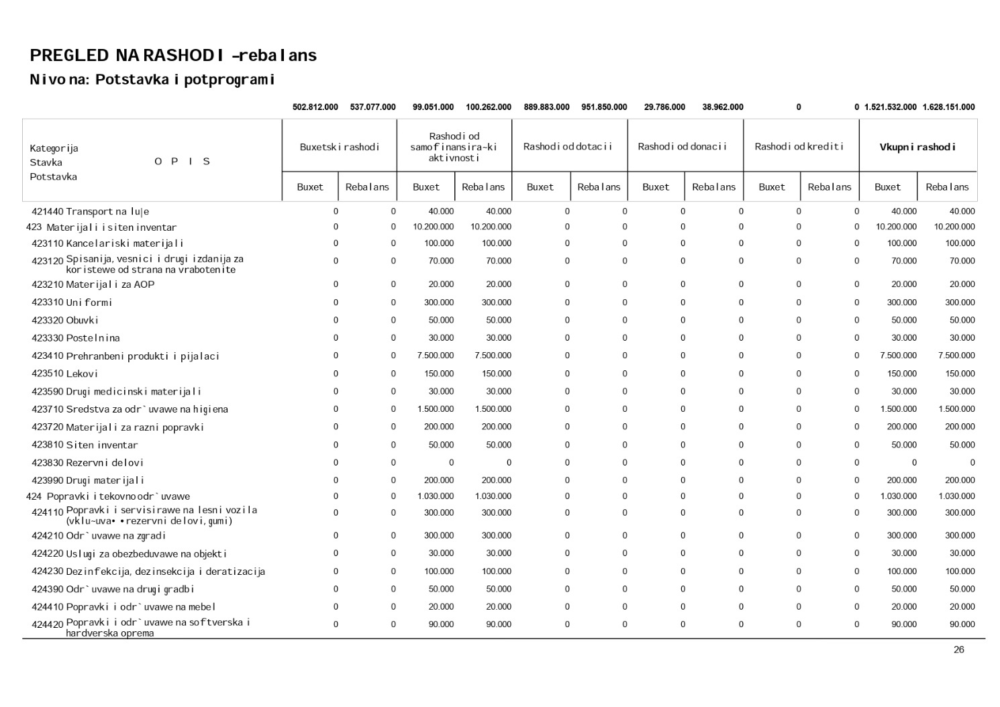 PREGLED NA RASHODI –rebalans
Nivo na: Potstavka i potprogrami
502.812.000 537.077.000 99.051.000 100.262.000 889.883.000 951.850.000 29.786.000 38.962.000 0 0 1.521.532.000 1.628.151.000
Kategorija
Stavka
Potstavka
O P I S
Buxetski rashodi
Rashodi od
samofinansira~ki
aktivnosti
Rashodi od dotacii
Rashodi od donacii
Rashodi od krediti
Vkupni rashodi
Buxet Rebalans Buxet Rebalans Buxet Rebalans Buxet Rebalans Buxet Rebalans Buxet Rebalans
421440 Transport na lu|e 0 0 40.000 40.000 0 0 0 0 0 0 40.000 40.000
423 Materijali i siten inventar 0 0 10.200.000 10.200.000 0 0 0 0 0 0 10.200.000 10.200.000
423110 Kancelariski materijali 0 0 100.000 100.000 0 0 0 0 0 0 100.000 100.000
423120 Spisanija, vesnici i drugi izdanija za 0 0 70.000 70.000 0 0 0 0 0 0 70.000 70.000
koristewe od strana na vrabotenite
423210 Materijali za AOP 0 0 20.000 20.000 0 0 0 0 0 0 20.000 20.000
423310 Uniformi 0 0 300.000 300.000 0 0 0 0 0 0 300.000 300.000
423320 Obuvki 0 0 50.000 50.000 0 0 0 0 0 0 50.000 50.000
423330 Postelnina 0 0 30.000 30.000 0 0 0 0 0 0 30.000 30.000
423410 Prehranbeni produkti i pijalaci 0 0 7.500.000 7.500.000 0 0 0 0 0 0 7.500.000 7.500.000
423510 Lekovi 0 0 150.000 150.000 0 0 0 0 0 0 150.000 150.000
423590 Drugi medicinski materijali 0 0 30.000 30.000 0 0 0 0 0 0 30.000 30.000
423710 Sredstva za odr`uvawe na higiena 0 0 1.500.000 1.500.000 0 0 0 0 0 0 1.500.000 1.500.000
423720 Materijali za razni popravki 0 0 200.000 200.000 0 0 0 0 0 0 200.000 200.000
423810 Siten inventar 0 0 50.000 50.000 0 0 0 0 0 0 50.000 50.000
423830 Rezervni delovi 0 0 0 0 0 0 0 0 0 0 0 0
423990 Drugi materijali 0 0 200.000 200.000 0 0 0 0 0 0 200.000 200.000
424 Popravki i tekovno odr`uvawe 0 0 1.030.000 1.030.000 0 0 0 0 0 0 1.030.000 1.030.000
424110 Popravki i servisirawe na lesni vozila 0 0 300.000 300.000 0 0 0 0 0 0 300.000 300.000
(vklu~uva• •rezervni delovi, gumi)
424210 Odr`uvawe na zgradi 0 0 300.000 300.000 0 0 0 0 0 0 300.000 300.000
424220 Uslugi za obezbeduvawe na objekti 0 0 30.000 30.000 0 0 0 0 0 0 30.000 30.000
424230 Dezinfekcija, dezinsekcija i deratizacija 0 0 100.000 100.000 0 0 0 0 0 0 100.000 100.000
424390 Odr`uvawe na drugi gradbi 0 0 50.000 50.000 0 0 0 0 0 0 50.000 50.000
424410 Popravki i odr`uvawe na mebel 0 0 20.000 20.000 0 0 0 0 0 0 20.000 20.000
424420 Popravki i odr`uvawe na softverska i 0 0 90.000 90.000 0 0 0 0 0 0 90.000 90.000
hardverska oprema
26